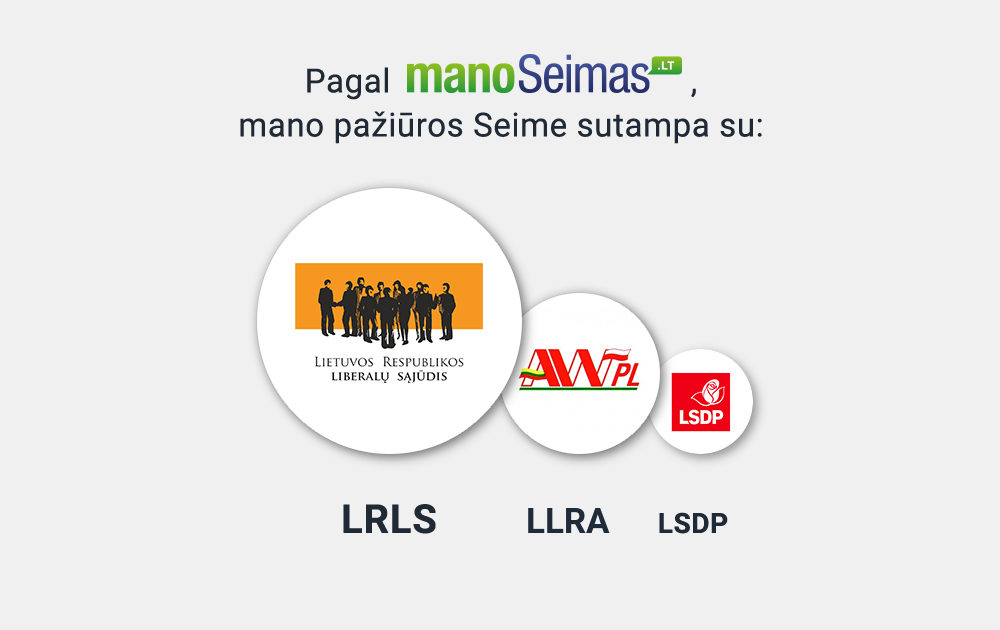 Pagal manoSeimas.LT ,
mano pažiūros Seime sutampa su:
LIETUVOS RESPUBLIKOS
LIBERALŲ SĄJŪDIS
AWPL
LSDP
LRLS
LLRA
LSDP